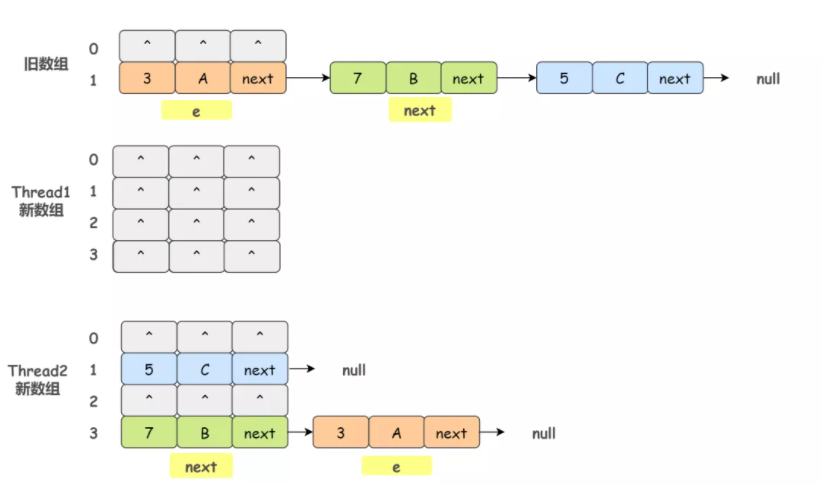 0 ^ ^ ^
旧数组
1 3 A next 7 B next 5 C next null
e next
0 ^ ^ ^
Thread1 1 ^ ^ ^
新数组
2 ^ ^ ^
3 ^ ^ ^
0 ^ ^ ^
Thread2 1 5 C next null
新数组
2 ^ ^ ^
3 7 B next 3 A next null
next e